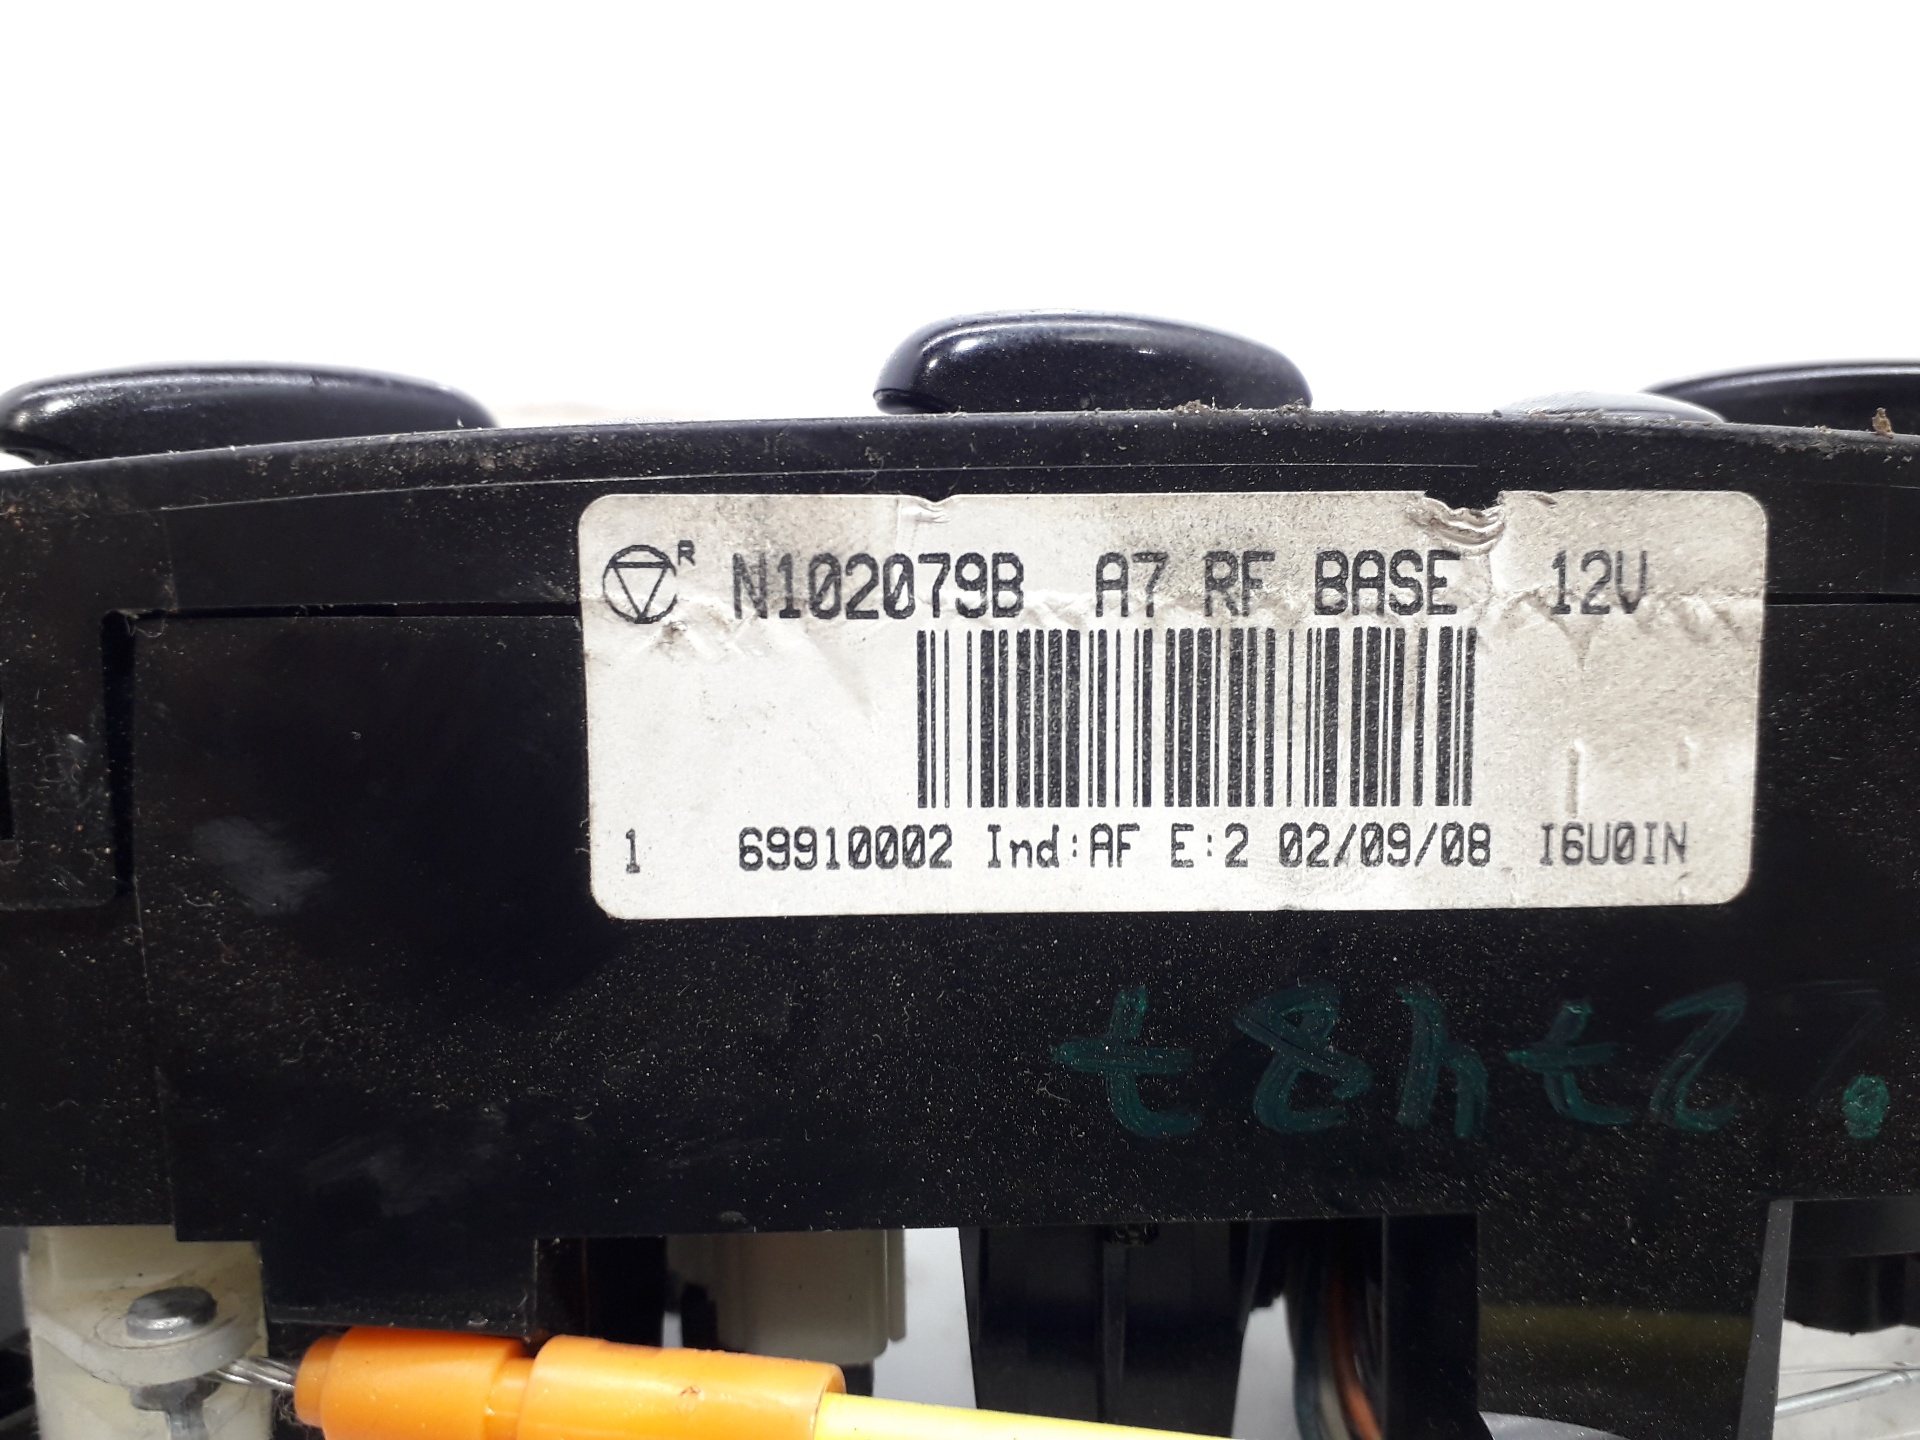 R N102079B A7 RF BASE 12V
1 69910002 Ind:AF E:2 02/09/08 I6U0IN